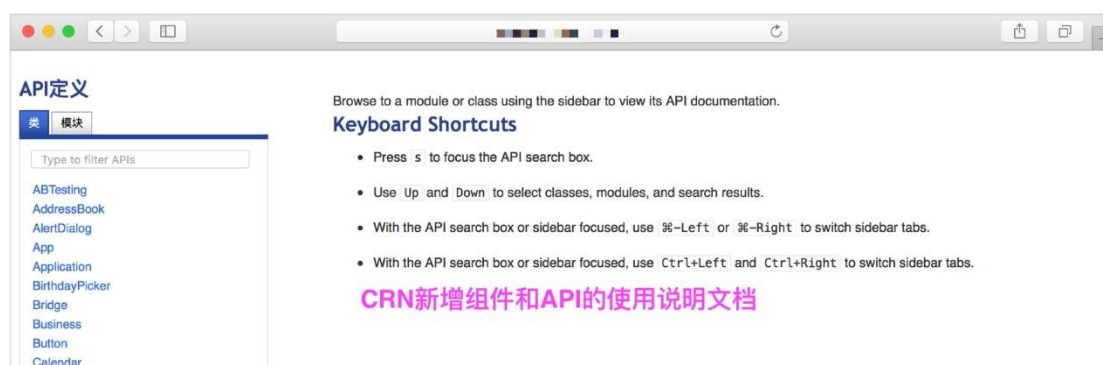 API定义
类 模块
Type to filter APIs
ABTesting
AddressBook
AlertDialog
App
Application
BirthdayPicker
Bridge
Business
Button
Calendar
Browse to a module or class using the sidebar to view its API documentation.
Keyboard Shortcuts
• Press s to focus the API search box.
• Use Up and Down to select classes, modules, and search results.
• With the API search box or sidebar focused, use ⌘-Left or ⌘-Right to switch sidebar tabs.
• With the API search box or sidebar focused, use Ctrl+Left and Ctrl+Right to switch sidebar tabs.
CRN新增组件和API的使用说明文档